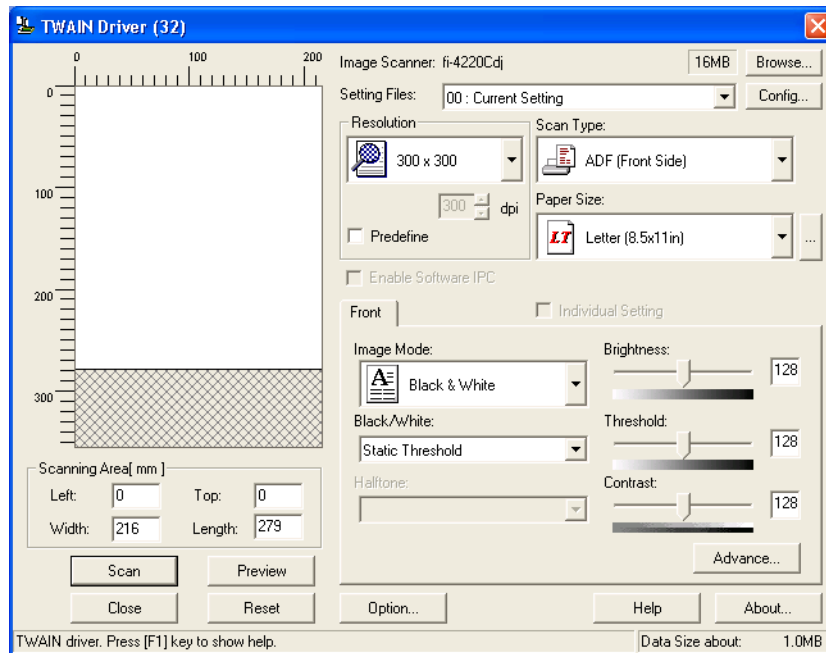 TWAIN Driver (32)
0 100 200
0
100
200
300
Image Scanner: fi-4220Cdj 16MB Browse...
Setting Files: 00 : Current Setting Config...
Resolution
300 x 300
300 dpi
Predefine
Scan Type:
ADF (Front Side)
Paper Size:
LT Letter (8.5x11in) ...
Enable Software IPC
Front
Individual Setting
Image Mode:
A Black & White
Black/White:
Static Threshold
Halftone:
Brightness:
128
Threshold:
128
Contrast:
128
Advance...
Scanning Area[ mm ]
Left: 0 Top: 0
Width: 216 Length: 279
Scan Preview
Close Reset Option... Help About...
TWAIN driver. Press [F1] key to show help. Data Size about: 1.0MB